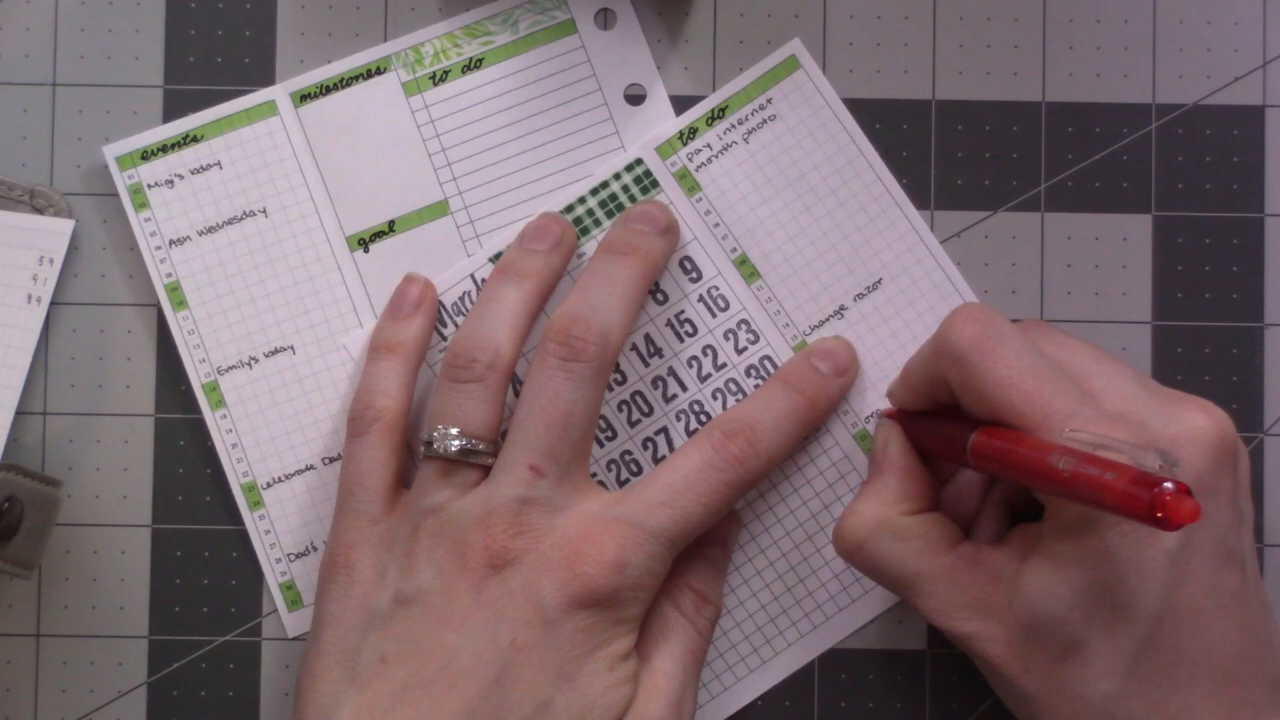 events
Migi's bday
Ash Wednesday
Emily's bday
celebrate Dad
Dad's
milestones
goal
to do
March
8 9
14 15 16
20 21 22 23
26 27 28 29 30
to do
pay internet
month photo
change razor
59
91
89